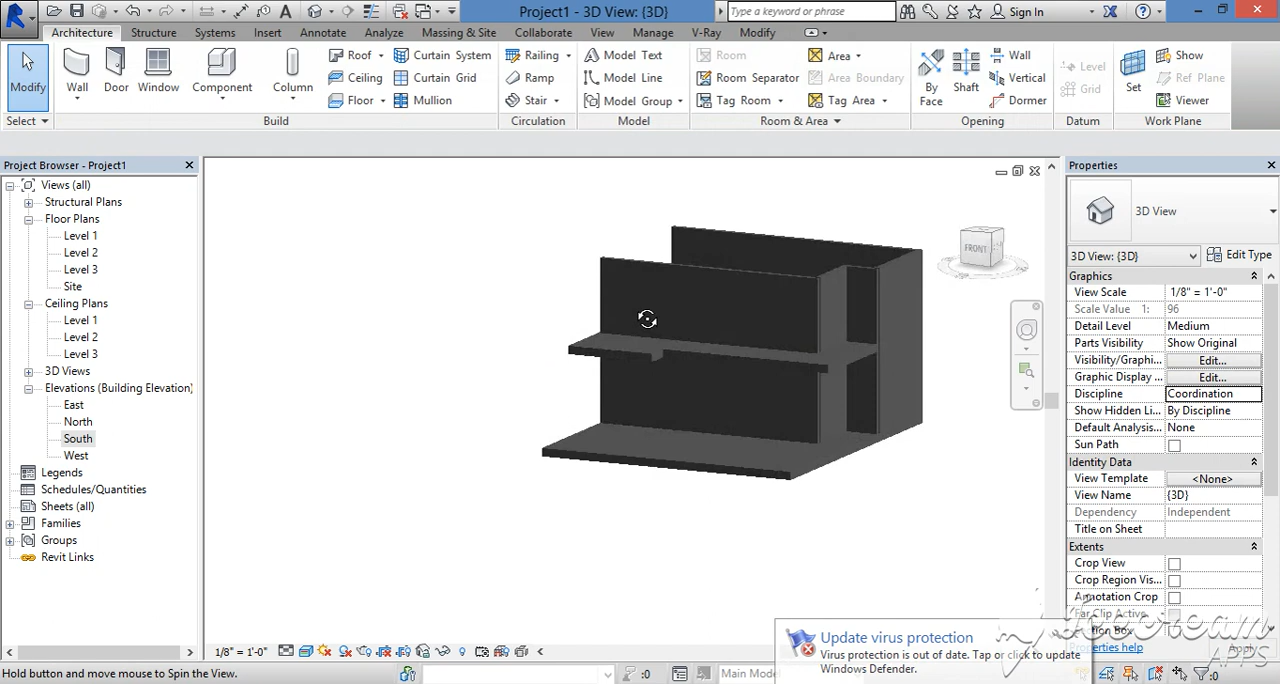 Project1 - 3D View: {3D}
Type a keyword or phrase
Sign In
Architecture
Structure
Systems
Insert
Annotate
Analyze
Massing & Site
Collaborate
View
Manage
V-Ray
Modify
Modify
Wall
Door
Window
Component
Column
Roof
Ceiling
Floor
Curtain System
Curtain Grid
Mullion
Railing
Ramp
Stair
Model Text
Model Line
Model Group
Room
Room Separator
Tag Room
Area
Area Boundary
Tag Area
By Face
Shaft
Wall
Vertical
Dormer
Level
Grid
Set
Show
Ref Plane
Viewer
Select
Build
Circulation
Model
Room & Area
Opening
Datum
Work Plane
Project Browser - Project1
Views (all)
Structural Plans
Floor Plans
Level 1
Level 2
Level 3
Site
Ceiling Plans
Level 1
Level 2
Level 3
3D Views
Elevations (Building Elevation)
East
North
South
West
Legends
Schedules/Quantities
Sheets (all)
Families
Groups
Revit Links
FRONT
Properties
3D View
3D View: {3D}
Edit Type
Graphics
View Scale 1/8" = 1'-0"
Scale Value 1: 96
Detail Level Medium
Parts Visibility Show Original
Visibility/Graphi... Edit...
Graphic Display ... Edit...
Discipline Coordination
Show Hidden Li... By Discipline
Default Analysis... None
Sun Path
Identity Data
View Template <None>
View Name {3D}
Dependency Independent
Title on Sheet
Extents
Crop View
Crop Region Vis...
Annotation Crop
Far Clip Active
Properties help
Apply
1/8" = 1'-0"
Update virus protection
Virus protection is out of date. Tap or click to update
Windows Defender.
Icecream
APPS
Hold button and move mouse to Spin the View.
:0
Main Mode
:0